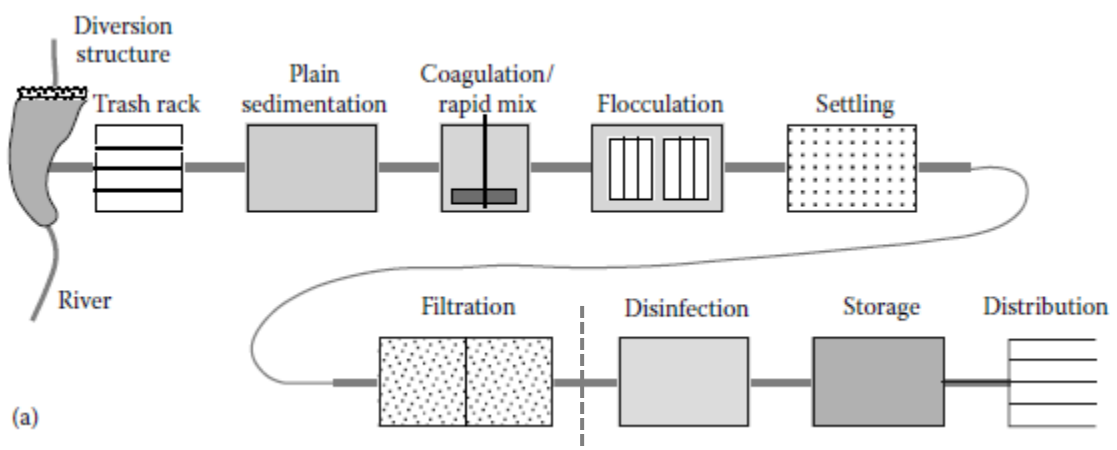 Diversion
structure
Trash rack
Plain
sedimentation
Coagulation/
rapid mix
Flocculation
Settling
River
Filtration
Disinfection
Storage
Distribution
(a)